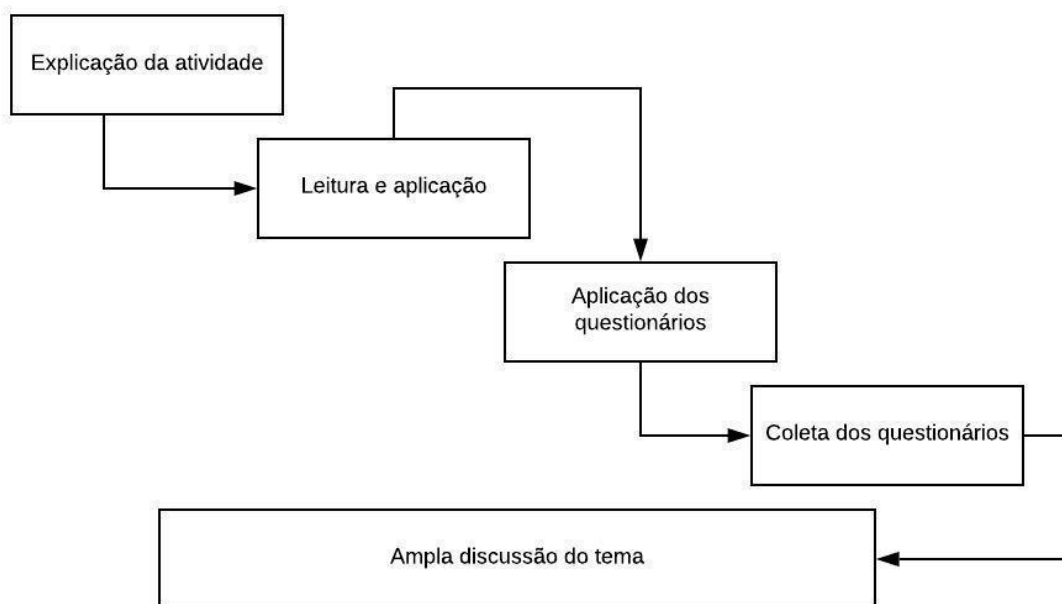 Explicação da atividade
Leitura e aplicação
Aplicação dos
questionários
Coleta dos questionários
Ampla discussão do tema